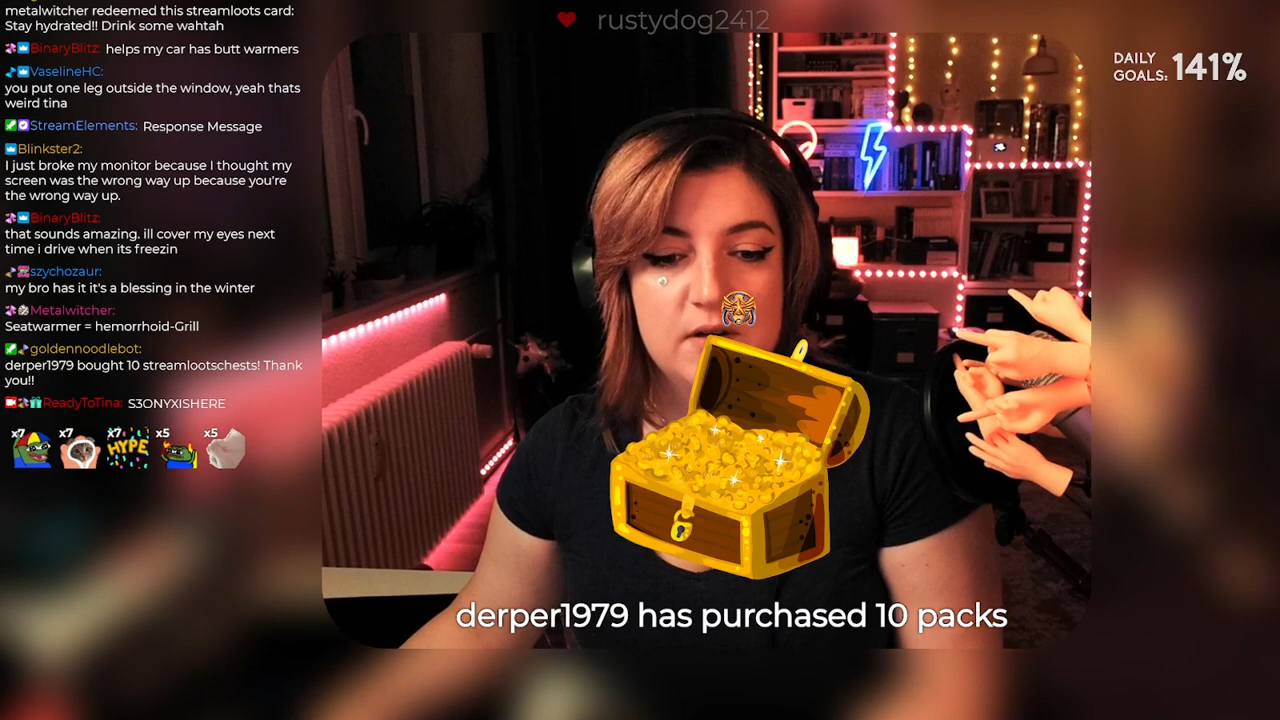 metalwitcher redeemed this streamloots card:
Stay hydrated!! Drink some wahtah
BinaryBlitz: helps my car has butt warmers
VaselineHC:
you put one leg outside the window, yeah thats
weird tina
StreamElements: Response Message
Blinkster2:
I just broke my monitor because I thought my
screen was the wrong way up because you're
the wrong way up.
BinaryBlitz:
that sounds amazing. ill cover my eyes next
time i drive when its freezin
szychozaur:
my bro has it it's a blessing in the winter
Metalwitcher:
Seatwarmer = hemorrhoid-Grill
goldennoodlebot:
derper1979 bought 10 streamlootschests! Thank
you!!
ReadyToTina: S3ONYXISHERE
x7 x7 x7 x5 x5
HYPE
rustydog2412
DAILY
GOALS: 141%
derper1979 has purchased 10 packs